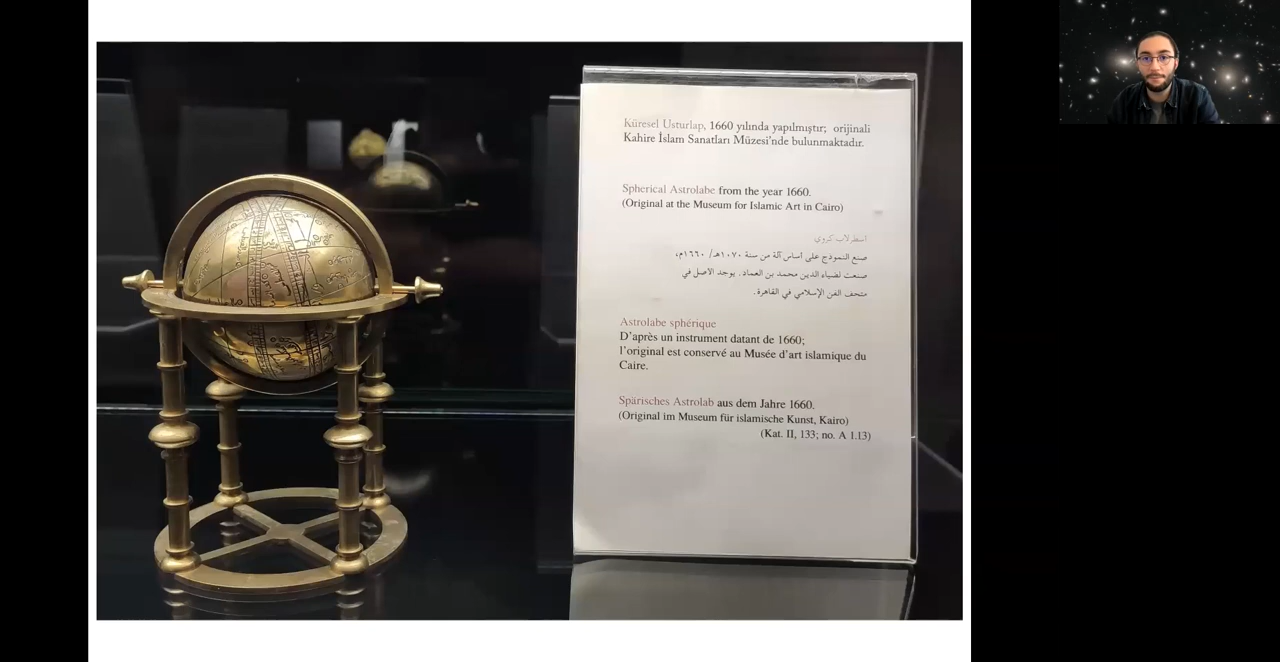 Küresel Usturlap, 1660 yılında yapılmıştır; orijinali
Kahire İslam Sanatları Müzesi'nde bulunmaktadır.
Spherical Astrolabe from the year 1660.
(Original at the Museum for Islamic Art in Cairo)
اسطرلاب كروي
صنع النموذج على أساس آلة من سنة ١٠٧٠هـ/ ١٦٦٠م،
صنعت لضياء الدين محمد بن العماد. يوجد الأصل في
متحف الفن الإسلامي في القاهرة.
Astrolabe sphérique
D'après un instrument datant de 1660;
l'original est conservé au Musée d'art islamique du
Caire.
Spärisches Astrolab aus dem Jahre 1660.
(Original im Museum für islamische Kunst, Kairo)
(Kat. II, 133; no. A 1.13)